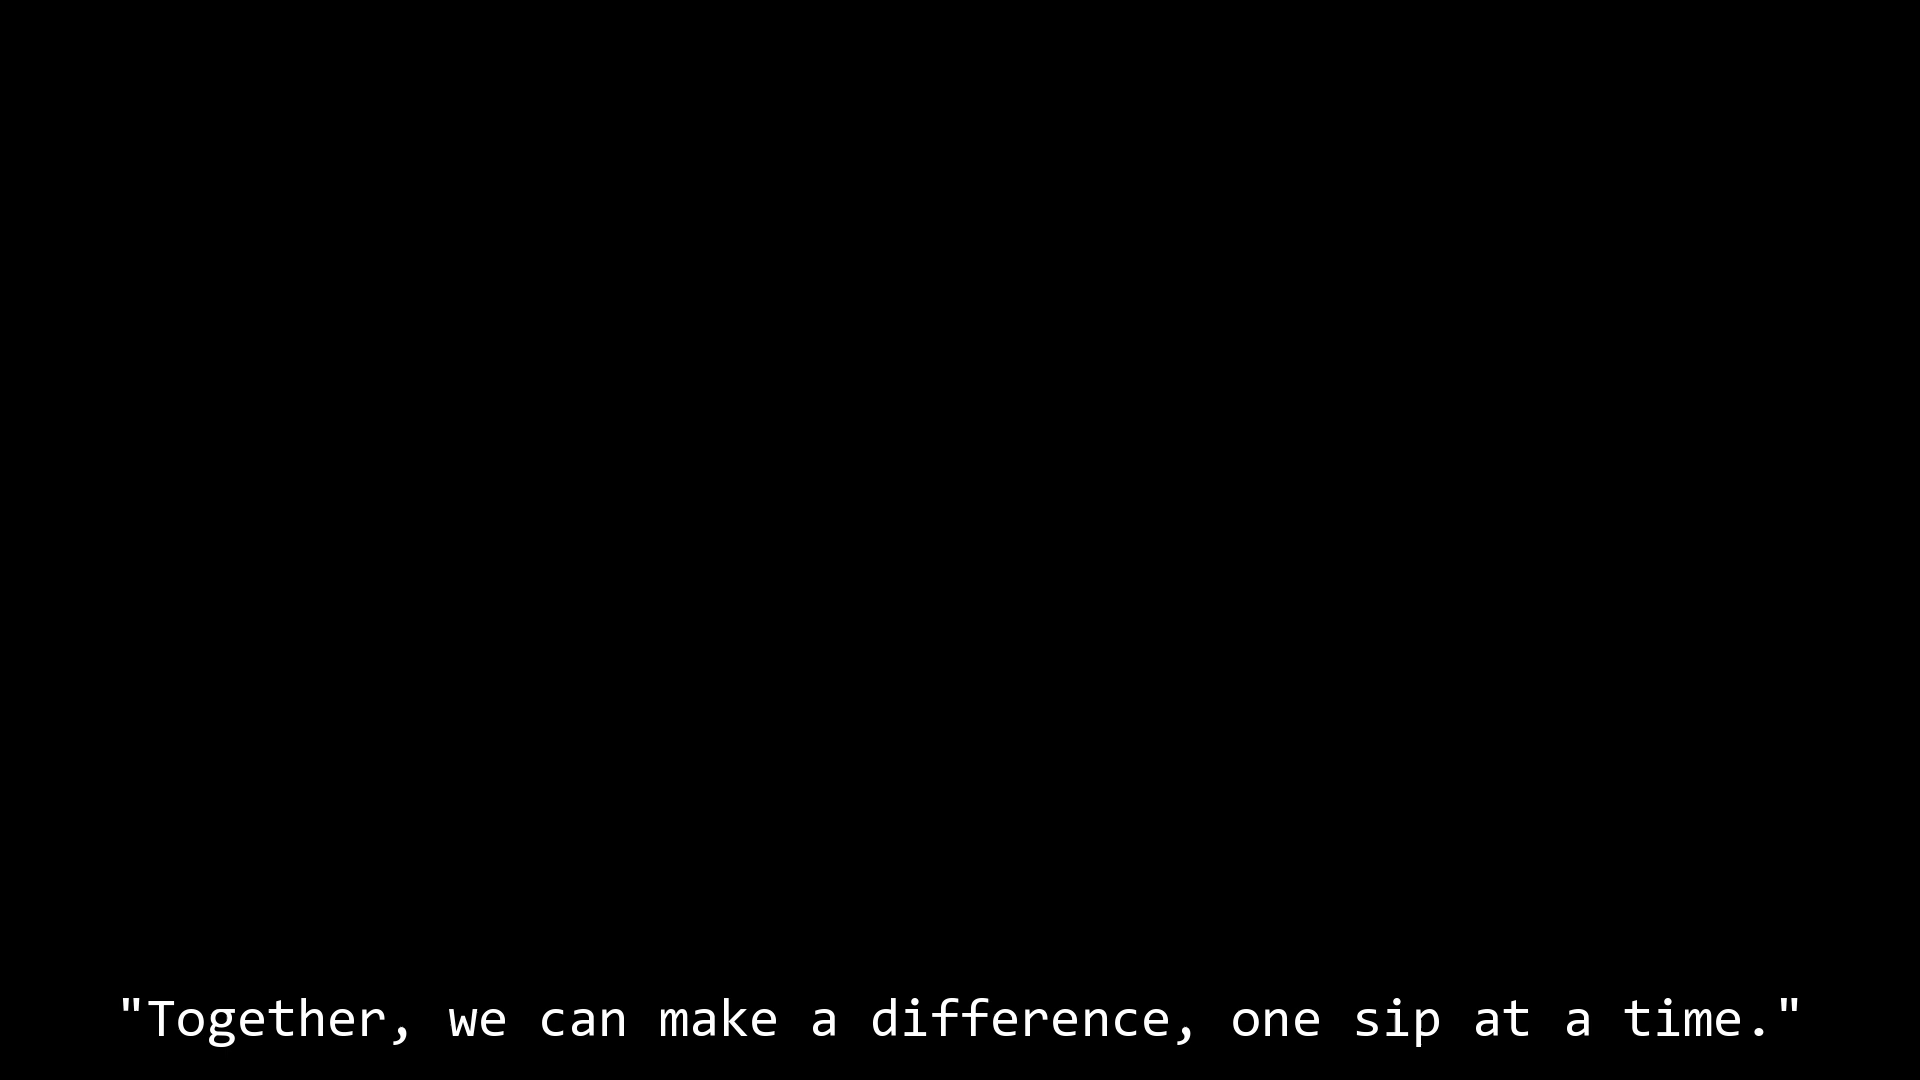 "Together, we can make a difference, one sip at a time."